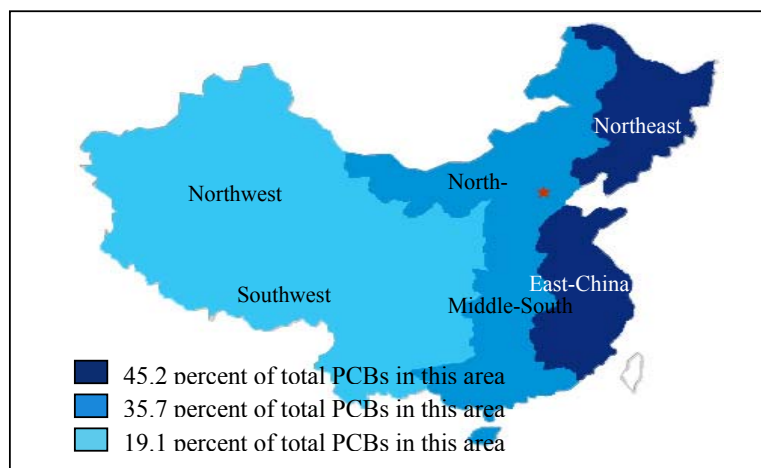 Northeast
North-
Northwest
East-China
Southwest
Middle-South
45.2 percent of total PCBs in this area
35.7 percent of total PCBs in this area
19.1 percent of total PCBs in this area